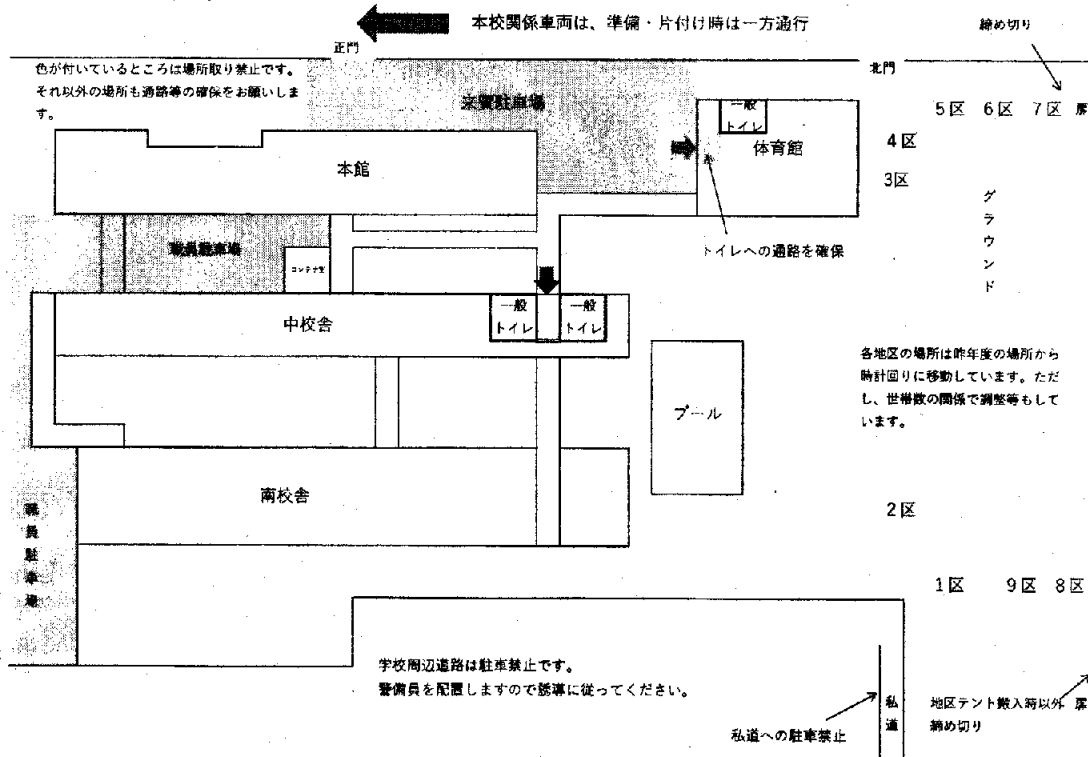 本校関係車両は、準備・片付け時は一方通行
締め切り
正門
北門
色が付いているところは場所取り禁止です。
それ以外の場所も通路等の確保をお願いしま
す。
来賓駐車場
一般
トイレ
体育館
5区 6区 7区 扉
4区
3区
本館
グラウンド
トイレへの通路を確保
職員駐車場
コンテナ室
中校舎
一般
トイレ
一般
トイレ
各地区の場所は昨年度の場所から
時計回りに移動しています。ただ
し、世帯数の関係で調整等もして
います。
プール
南校舎
職員駐車場
2区
1区 9区 8区
学校周辺道路は駐車禁止です。
警備員を配置しますので誘導に従ってください。
私道
地区テント搬入時以外 扉
締め切り
私道への駐車禁止